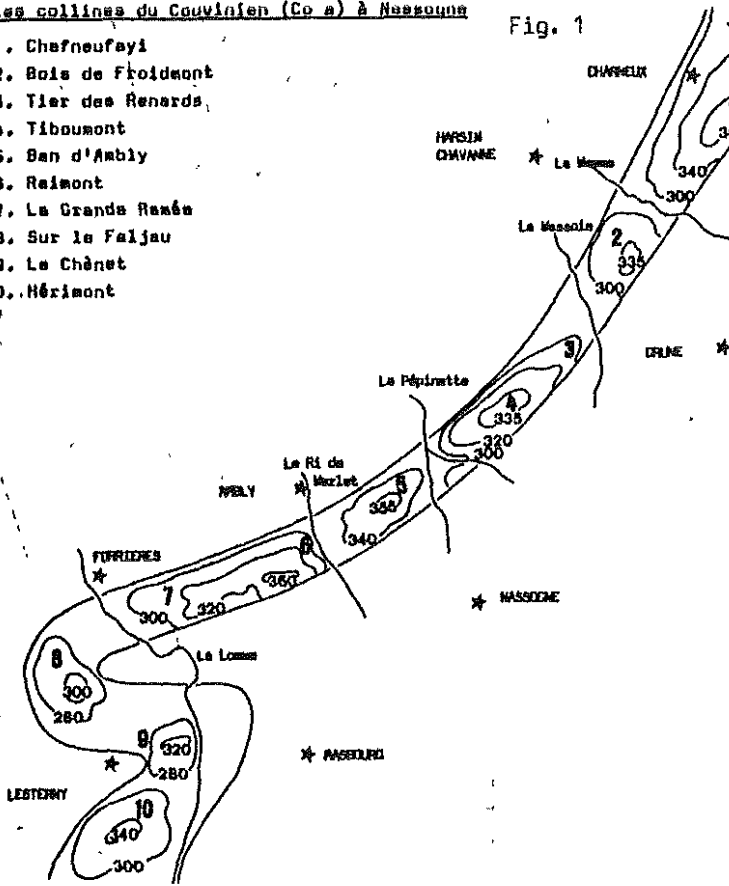 Les collines du Couvinien (Co a) à Nassogne
Fig. 1
. Chefneufayi
. Bois de Froidmont
. Tier des Renards
. Tiboumont
. Ban d'Ambly
. Raimont
. La Grande Ramée
. Sur le Faljau
. Le Chênet
. Hérimont
CHARNEUX
HARSIN
CHAVANNE
La Wamme
340
300
La Wassoie
2
335
300
3
GRUNE
La Pépinette
4
335
320
300
Le Ri de
Warlet
AMBLY
5
355
340
FORRIERES
6
360
7
320
300
NASSOGNE
La Lomme
8
300
280
9
320
280
MASBOURG
LESTERNY
10
340
300